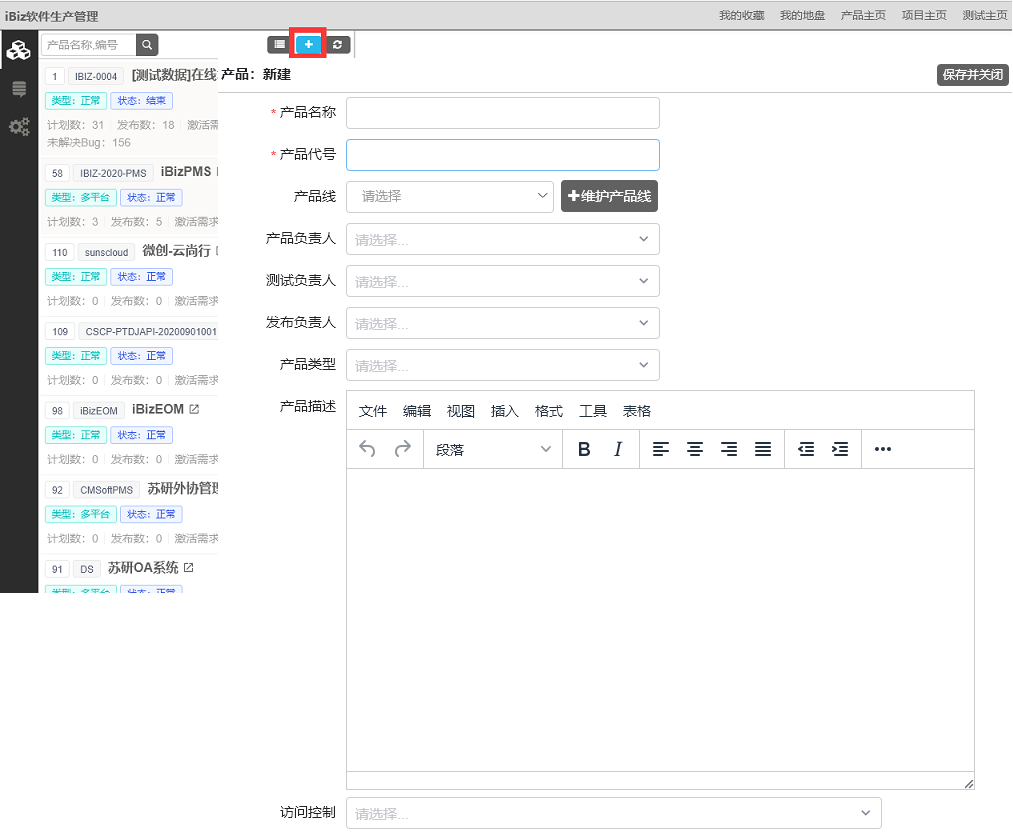 iBiz软件生产管理 我的收藏 我的地盘 产品主页 项目主页 测试主页
产品名称,编号
1 IBIZ-0004 [测试数据]在线
类型：正常 状态：结束
计划数：31 发布数：18 激活需
未解决Bug：156
58 IBIZ-2020-PMS iBizPMS
类型：多平台 状态：正常
计划数：3 发布数：5 激活需求
110 sunscloud 微创-云尚行
类型：正常 状态：正常
计划数：0 发布数：0 激活需求
109 CSCP-PTDJAPI-20200901001
类型：正常 状态：正常
计划数：0 发布数：0 激活需求
98 iBizEOM iBizEOM
类型：正常 状态：正常
计划数：0 发布数：0 激活需求
92 CMSoftPMS 苏研外协管理
类型：多平台 状态：正常
计划数：0 发布数：0 激活需求
91 DS 苏研OA系统
类型：多平台 状态：正常
产品：新建 保存并关闭
* 产品名称
* 产品代号
产品线 请选择 维护产品线
产品负责人 请选择...
测试负责人 请选择...
发布负责人 请选择...
产品类型 请选择...
产品描述 文件 编辑 视图 插入 格式 工具 表格
段落 B I
访问控制 请选择...